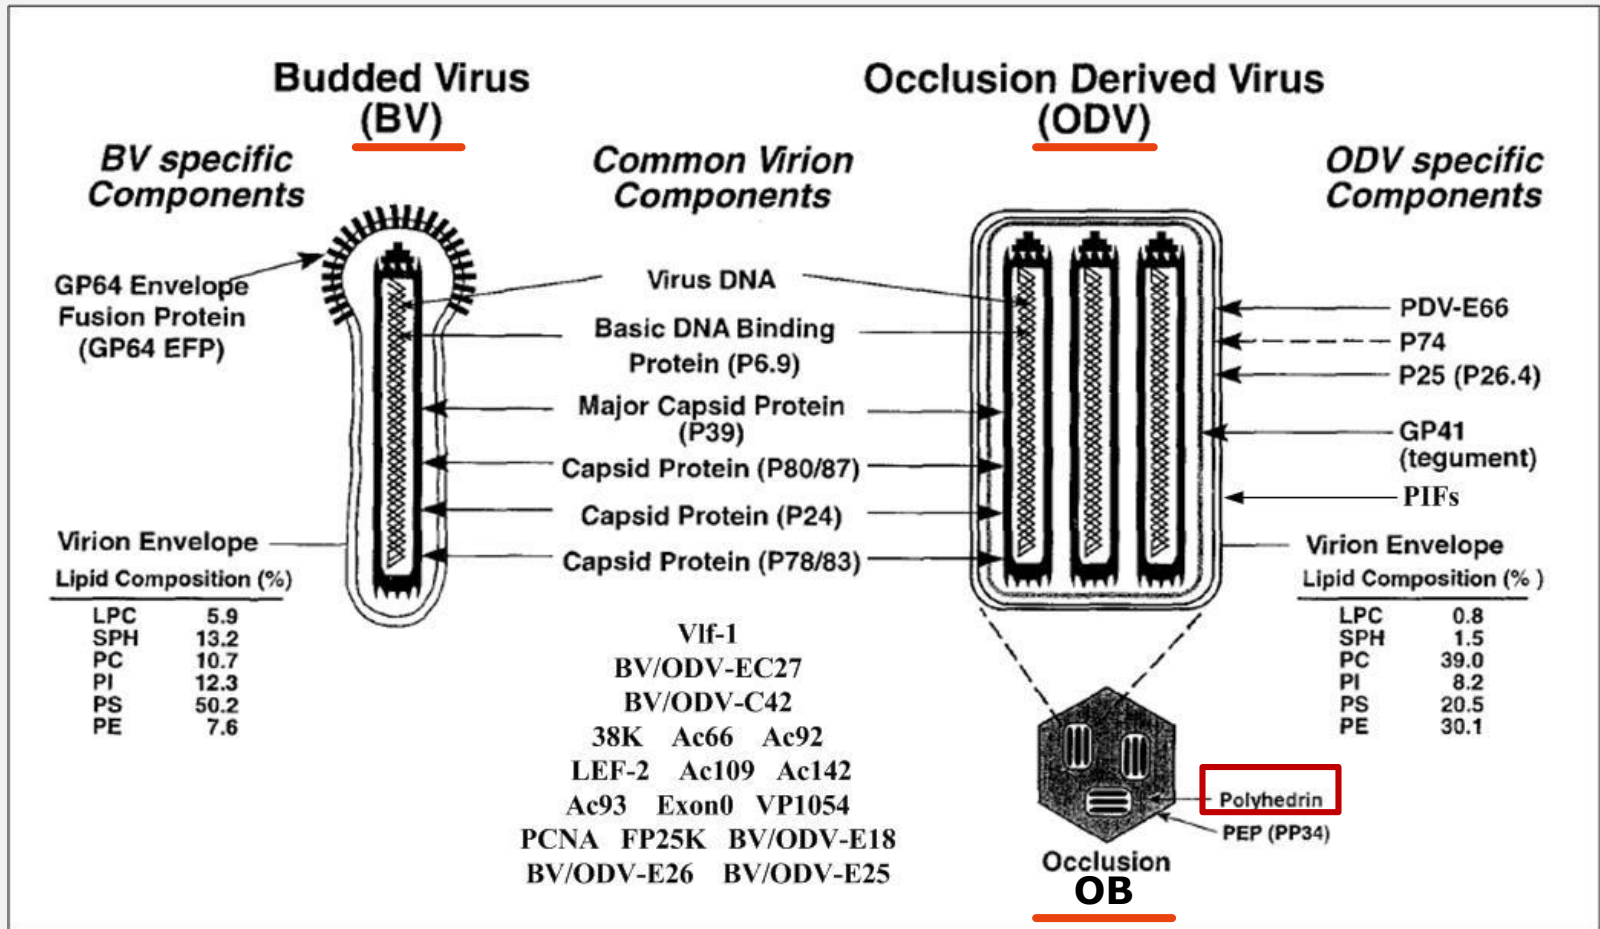 Budded Virus
(BV)
Occlusion Derived Virus
(ODV)
BV specific
Components
Common Virion
Components
ODV specific
Components
GP64 Envelope
Fusion Protein
(GP64 EFP)
Virus DNA
Basic DNA Binding
Protein (P6.9)
Major Capsid Protein
(P39)
Capsid Protein (P80/87)
Capsid Protein (P24)
Capsid Protein (P78/83)
PDV-E66
P74
P25 (P26.4)
GP41
(tegument)
PIFs
Virion Envelope
Lipid Composition (%)
LPC 5.9
SPH 13.2
PC 10.7
PI 12.3
PS 50.2
PE 7.6
Vlf-1
BV/ODV-EC27
BV/ODV-C42
38K Ac66 Ac92
LEF-2 Ac109 Ac142
Ac93 Exon0 VP1054
PCNA FP25K BV/ODV-E18
BV/ODV-E26 BV/ODV-E25
Virion Envelope
Lipid Composition (% )
LPC 0.8
SPH 1.5
PC 39.0
PI 8.2
PS 20.5
PE 30.1
Polyhedrin
PEP (PP34)
Occlusion
OB